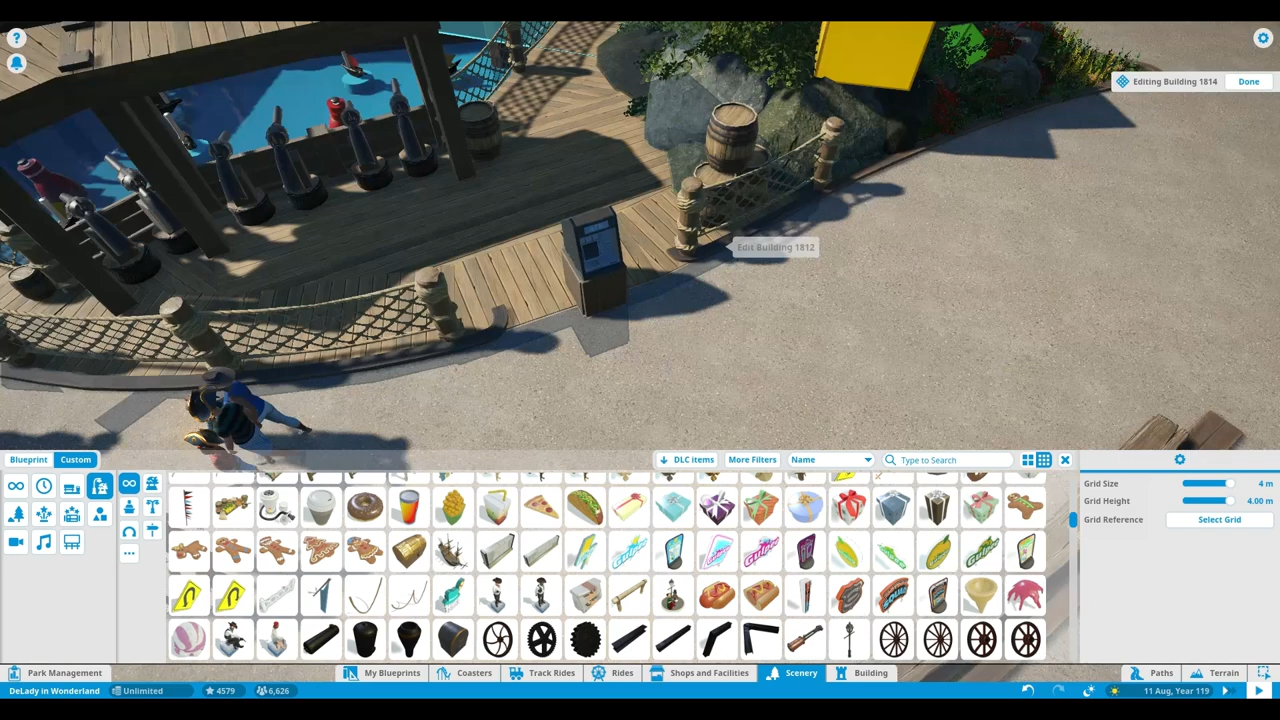 ?
Editing Building 1814 Done
Edit Building 1812
Blueprint Custom DLC items More Filters Name Type to Search
Grid Size 4 m
Grid Height 4.00 m
Grid Reference Select Grid
Gulpee
Park Management My Blueprints Coasters Track Rides Rides Shops and Facilities Scenery Building Paths Terrain
DeLady in Wonderland Unlimited 4579 6,626 11 Aug, Year 119